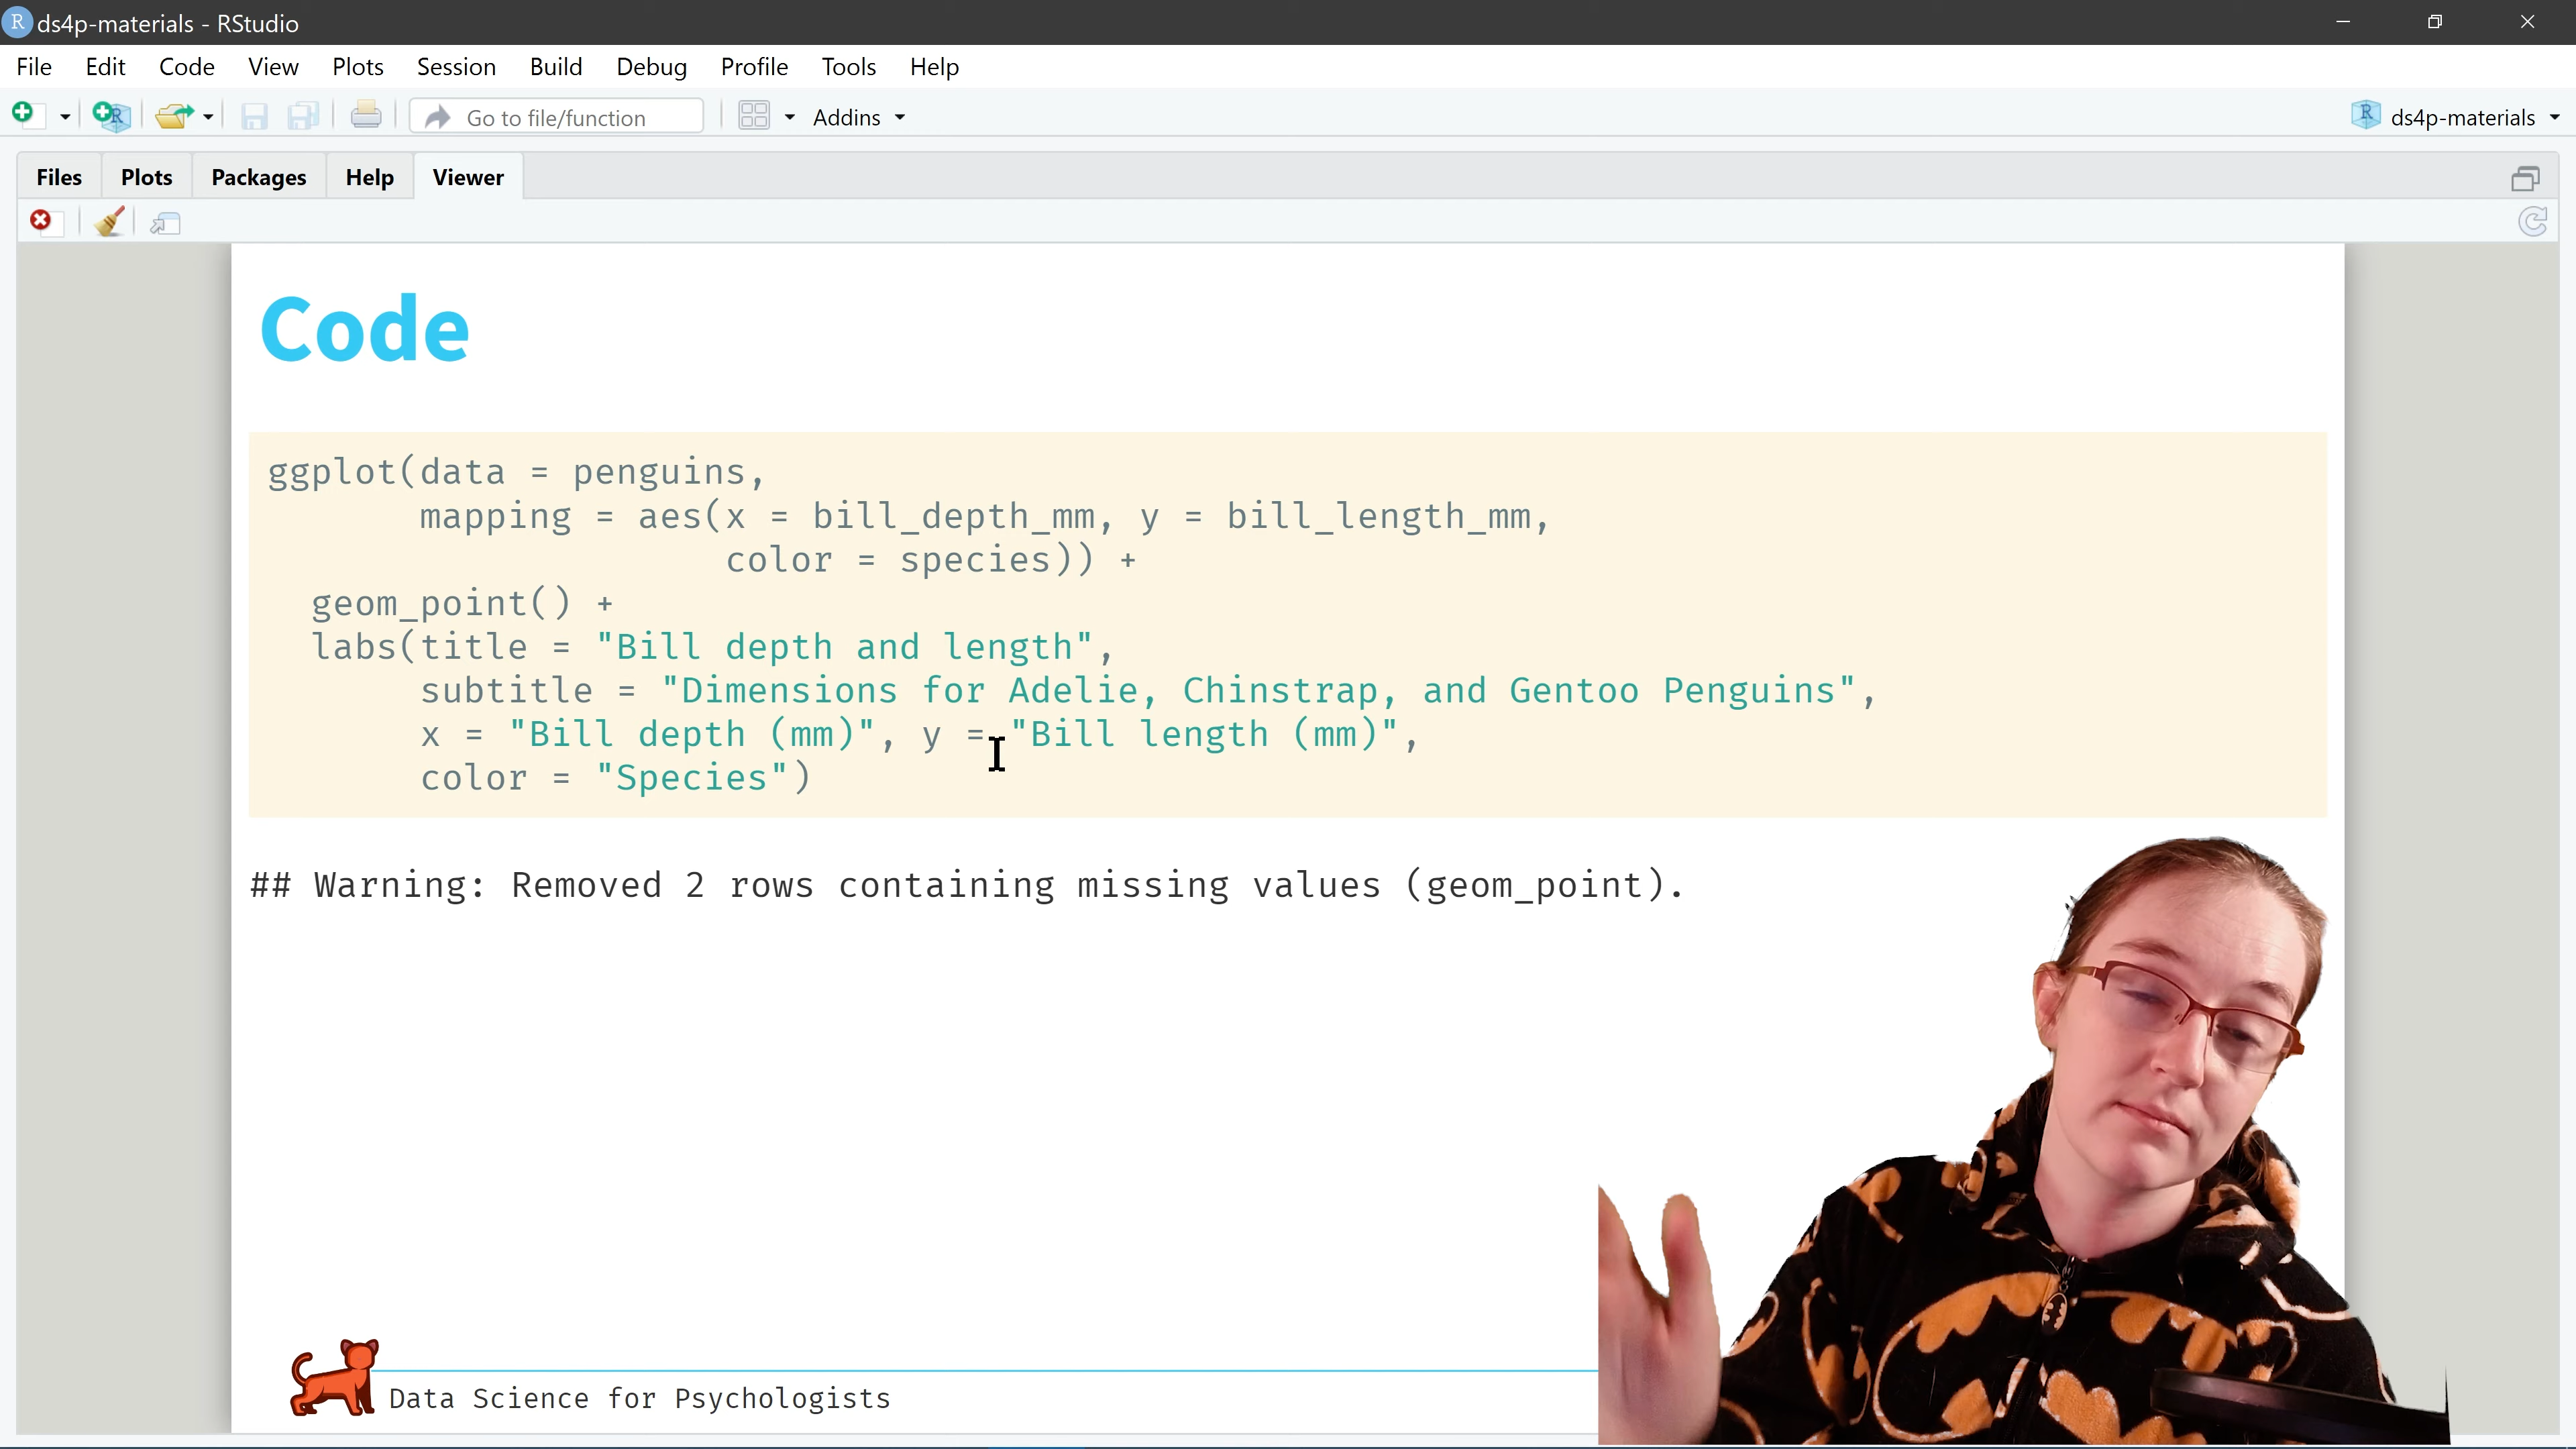 R ds4p-materials - RStudio
File Edit Code View Plots Session Build Debug Profile Tools Help
Go to file/function Addins R ds4p-materials
Files Plots Packages Help Viewer
Code
ggplot(data = penguins,
mapping = aes(x = bill_depth_mm, y = bill_length_mm,
color = species)) +
geom_point() +
labs(title = "Bill depth and length",
subtitle = "Dimensions for Adelie, Chinstrap, and Gentoo Penguins",
x = "Bill depth (mm)", y = "Bill length (mm)",
color = "Species")
## Warning: Removed 2 rows containing missing values (geom_point).
Data Science for Psychologists